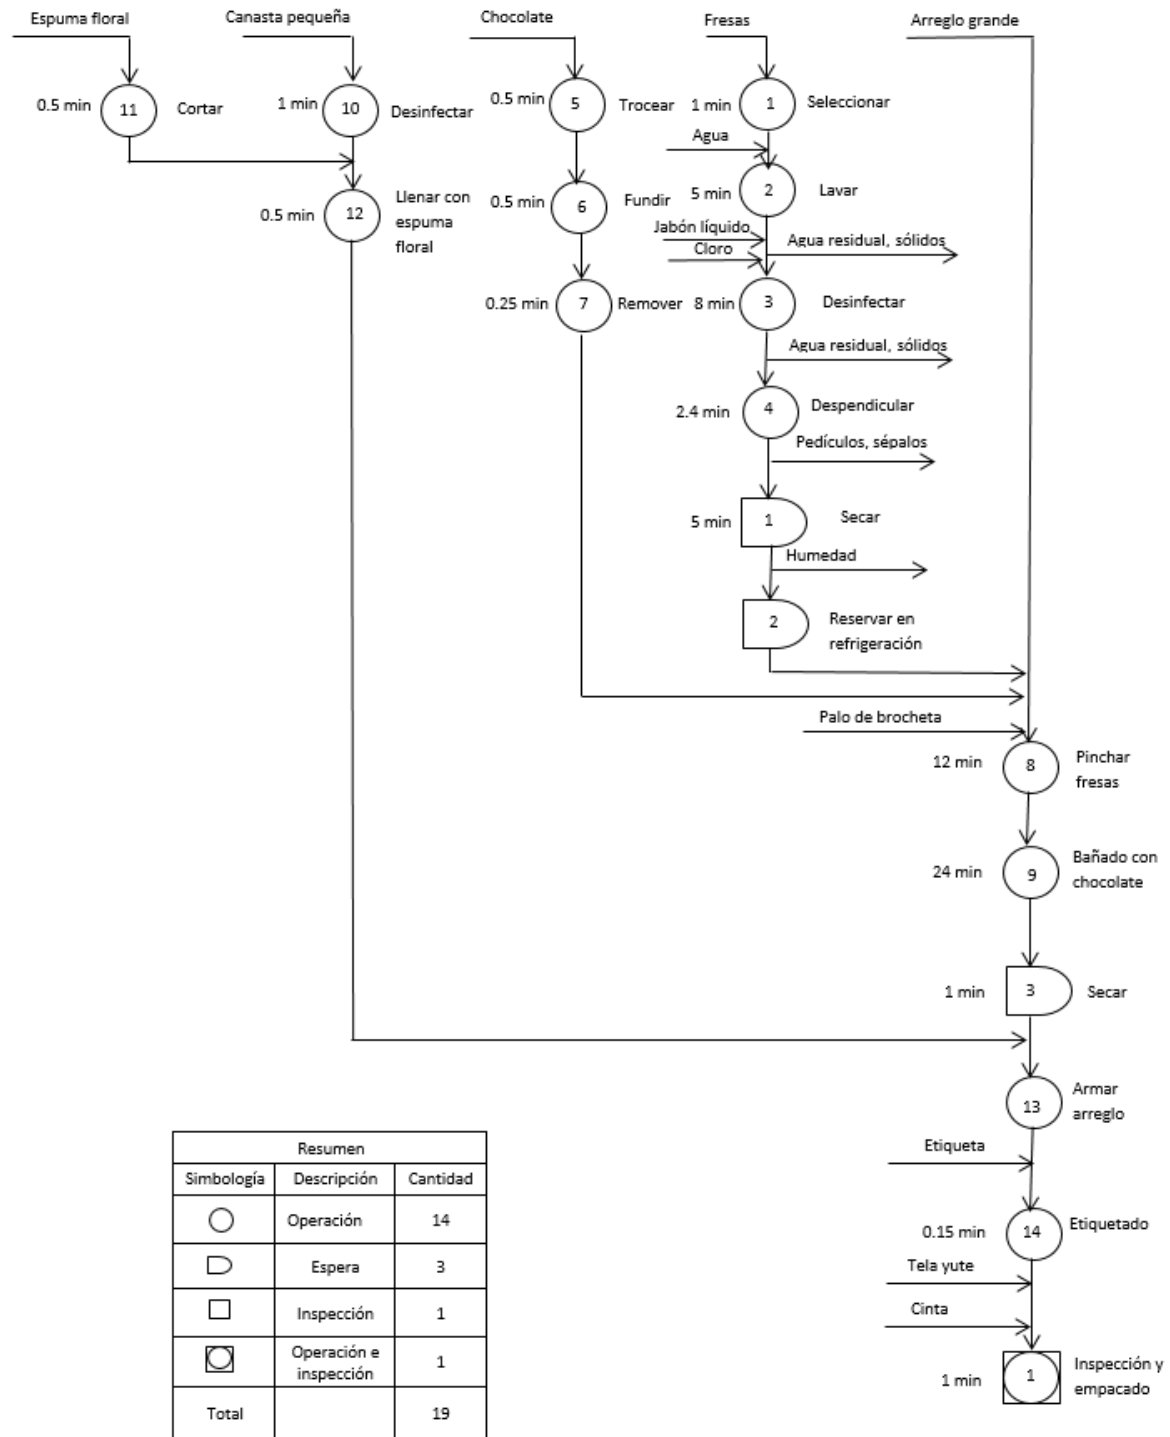 Espuma floral
Canasta pequeña
Chocolate
Fresas
Arreglo grande
0.5 min
11
Cortar
1 min
10
Desinfectar
0.5 min
5
Trocear
1 min
1
Seleccionar
Agua
0.5 min
12
Llenar con
espuma
floral
0.5 min
6
Fundir
5 min
2
Lavar
Jabón líquido
Cloro
Agua residual, sólidos
0.25 min
7
Remover
8 min
3
Desinfectar
Agua residual, sólidos
2.4 min
4
Despendicular
Pedículos, sépalos
5 min
1
Secar
Humedad
2
Reservar en
refrigeración
Palo de brocheta
12 min
8
Pinchar
fresas
24 min
9
Bañado con
chocolate
1 min
3
Secar
13
Armar
arreglo
Etiqueta
0.15 min
14
Etiquetado
Tela yute
Cinta
1 min
1
Inspección y
empacado
Resumen
Simbología Descripción Cantidad
Operación 14
Espera 3
Inspección 1
Operación e
inspección 1
Total 19